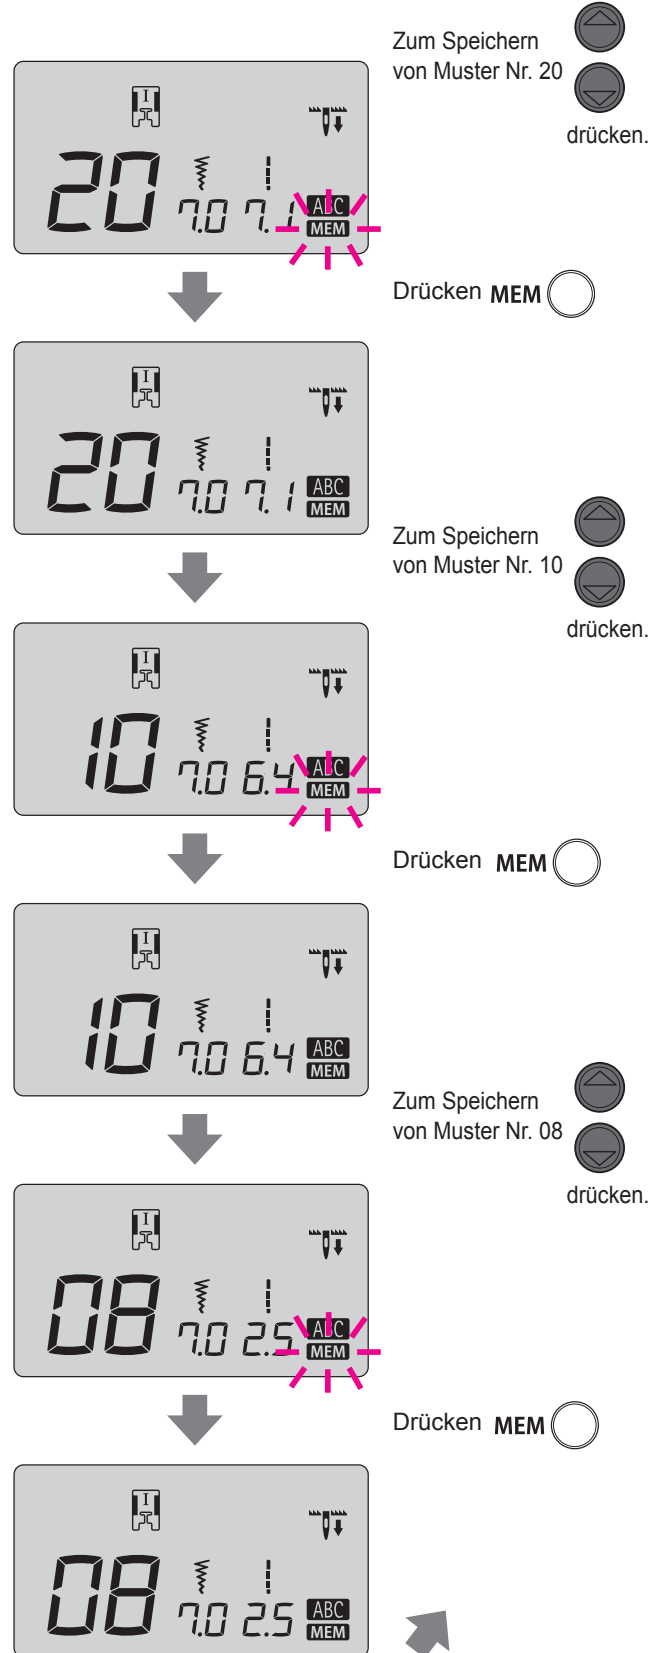 Zum Speichern
von Muster Nr. 20
drücken.
I
20 7.0 7.1 ABC
MEM
Drücken MEM
I
20 7.0 7.1 ABC
MEM
Zum Speichern
von Muster Nr. 10
drücken.
I
10 7.0 6.4 ABC
MEM
Drücken MEM
I
10 7.0 6.4 ABC
MEM
Zum Speichern
von Muster Nr. 08
drücken.
I
08 7.0 2.5 ABC
MEM
Drücken MEM
I
08 7.0 2.5 ABC
MEM